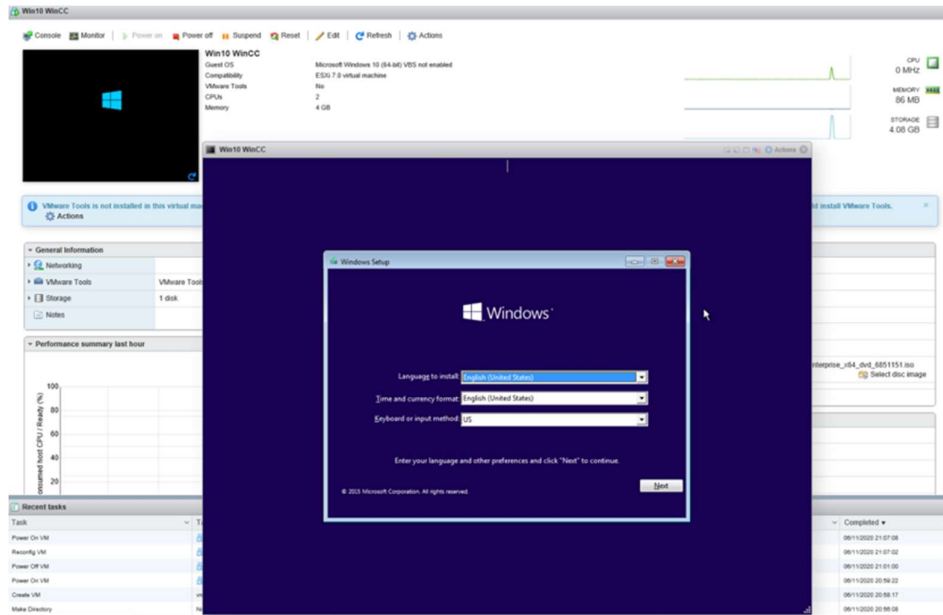 Win10 WinCC
Console Monitor Power on Power off Suspend Reset Edit Refresh Actions
Win10 WinCC
Guest OS Microsoft Windows 10 (64-bit) VBS not enabled
Compatibility ESXi 7.0 virtual machine
VMware Tools No
CPUs 2
Memory 4 GB
CPU
0 MHz
MEMORY
86 MB
STORAGE
4.08 GB
Win10 WinCC Actions
VMware Tools is not installed in this virtual ld install VMware Tools.
Actions
General Information
Networking
VMware Tools VMware
Storage 1 disk
Notes
nterprise_x64_dvd_6851151.iso
Select disc image
Performance summary last hour
onsumed host CPU / Ready (%)
100
80
60
40
20
Windows Setup
Windows
Language to install: English (United States)
Time and currency format: English (United States)
Keyboard or input method: US
Enter your language and other preferences and click "Next" to continue.
© 2015 Microsoft Corporation. All rights reserved.
Next
Recent tasks
Task Completed
Power On VM 06/11/2020 21:07:08
Reconfig VM 06/11/2020 21:07:02
Power Off VM 06/11/2020 21:01:00
Power On VM 06/11/2020 20:59:22
Create VM 06/11/2020 20:58:17
Make Directory 06/11/2020 20:56:08